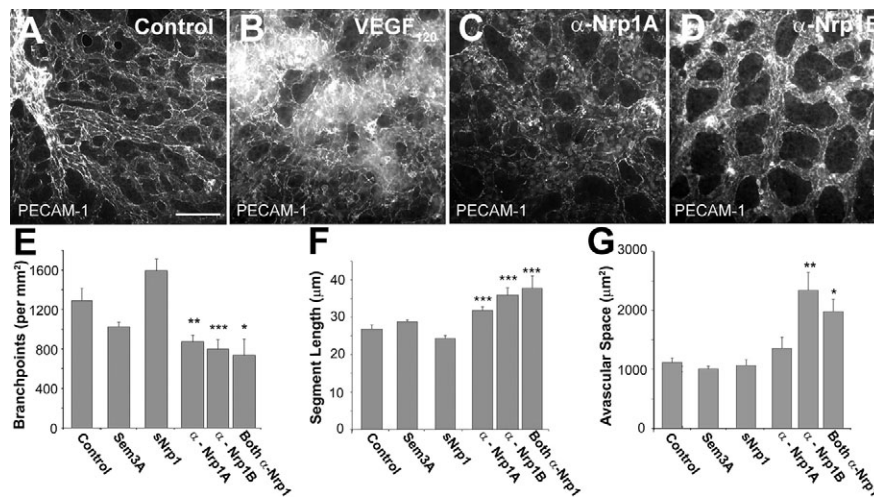 A Control
B VEGF120
C α-Nrp1A
D α-Nrp1B
PECAM-1
PECAM-1
PECAM-1
PECAM-1
E
Branchpoints (per mm²)
1600
1200
800
400
0
**
***
*
Control
Sem3A
sNrp1
α - Nrp1A
α - Nrp1B
Both α-Nrp1
F
Segment Length (μm)
40
30
20
10
0
***
***
***
Control
Sem3A
sNrp1
α - Nrp1A
α - Nrp1B
Both α-Nrp1
G
Avascular Space (μm²)
3000
2000
1000
0
**
*
Control
Sem3A
sNrp1
α - Nrp1A
α - Nrp1B
Both α-Nrp1